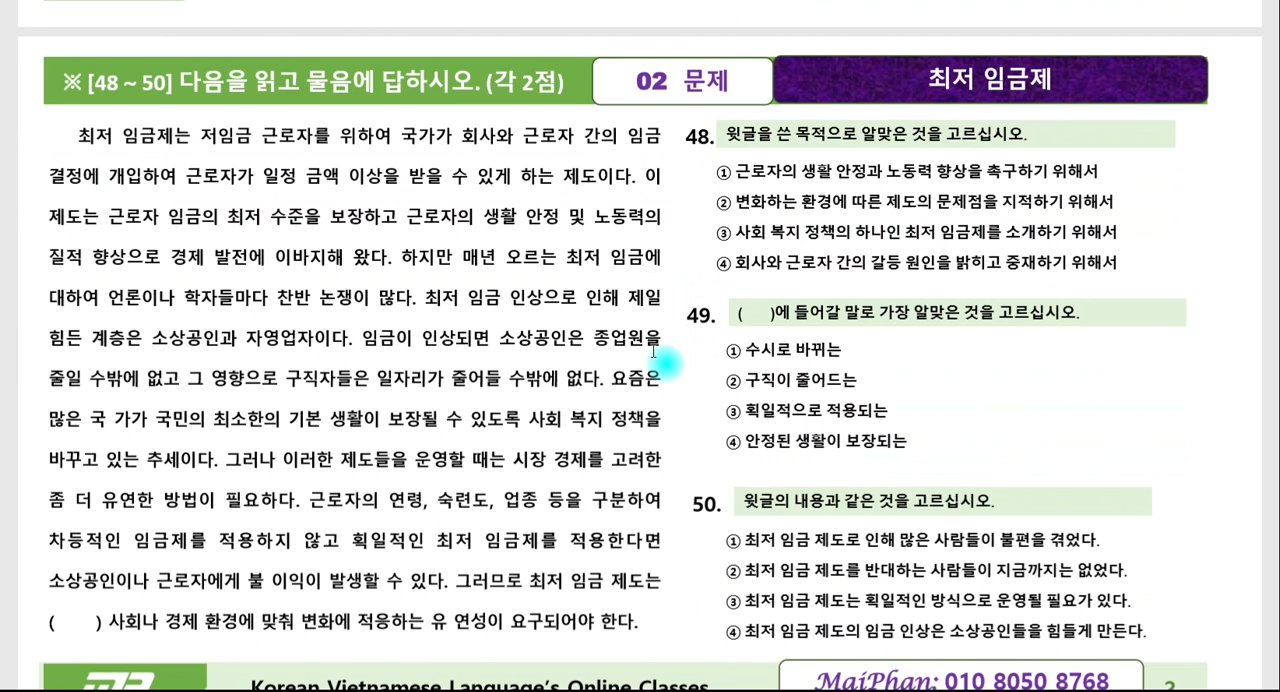 ※ [48 ~ 50] 다음을 읽고 물음에 답하시오. (각 2점)
02 문제
최저 임금제
최저 임금제는 저임금 근로자를 위하여 국가가 회사와 근로자 간의 임금
결정에 개입하여 근로자가 일정 금액 이상을 받을 수 있게 하는 제도이다. 이
제도는 근로자 임금의 최저 수준을 보장하고 근로자의 생활 안정 및 노동력의
질적 향상으로 경제 발전에 이바지해 왔다. 하지만 매년 오르는 최저 임금에
대하여 언론이나 학자들마다 찬반 논쟁이 많다. 최저 임금 인상으로 인해 제일
힘든 계층은 소상공인과 자영업자이다. 임금이 인상되면 소상공인은 종업원을
줄일 수밖에 없고 그 영향으로 구직자들은 일자리가 줄어들 수밖에 없다. 요즘은
많은 국 가가 국민의 최소한의 기본 생활이 보장될 수 있도록 사회 복지 정책을
바꾸고 있는 추세이다. 그러나 이러한 제도들을 운영할 때는 시장 경제를 고려한
좀 더 유연한 방법이 필요하다. 근로자의 연령, 숙련도, 업종 등을 구분하여
차등적인 임금제를 적용하지 않고 획일적인 최저 임금제를 적용한다면
소상공인이나 근로자에게 불 이익이 발생할 수 있다. 그러므로 최저 임금 제도는
( ) 사회나 경제 환경에 맞춰 변화에 적응하는 유 연성이 요구되어야 한다.
48. 윗글을 쓴 목적으로 알맞은 것을 고르십시오.
① 근로자의 생활 안정과 노동력 향상을 촉구하기 위해서
② 변화하는 환경에 따른 제도의 문제점을 지적하기 위해서
③ 사회 복지 정책의 하나인 최저 임금제를 소개하기 위해서
④ 회사와 근로자 간의 갈등 원인을 밝히고 중재하기 위해서
49. ( )에 들어갈 말로 가장 알맞은 것을 고르십시오.
① 수시로 바뀌는
② 구직이 줄어드는
③ 획일적으로 적용되는
④ 안정된 생활이 보장되는
50. 윗글의 내용과 같은 것을 고르십시오.
① 최저 임금 제도로 인해 많은 사람들이 불편을 겪었다.
② 최저 임금 제도를 반대하는 사람들이 지금까지는 없었다.
③ 최저 임금 제도는 획일적인 방식으로 운영될 필요가 있다.
④ 최저 임금 제도의 임금 인상은 소상공인들을 힘들게 만든다.
Korean Vietnamese Language's Online Classes
MaiPhan: 010 8050 8768
2